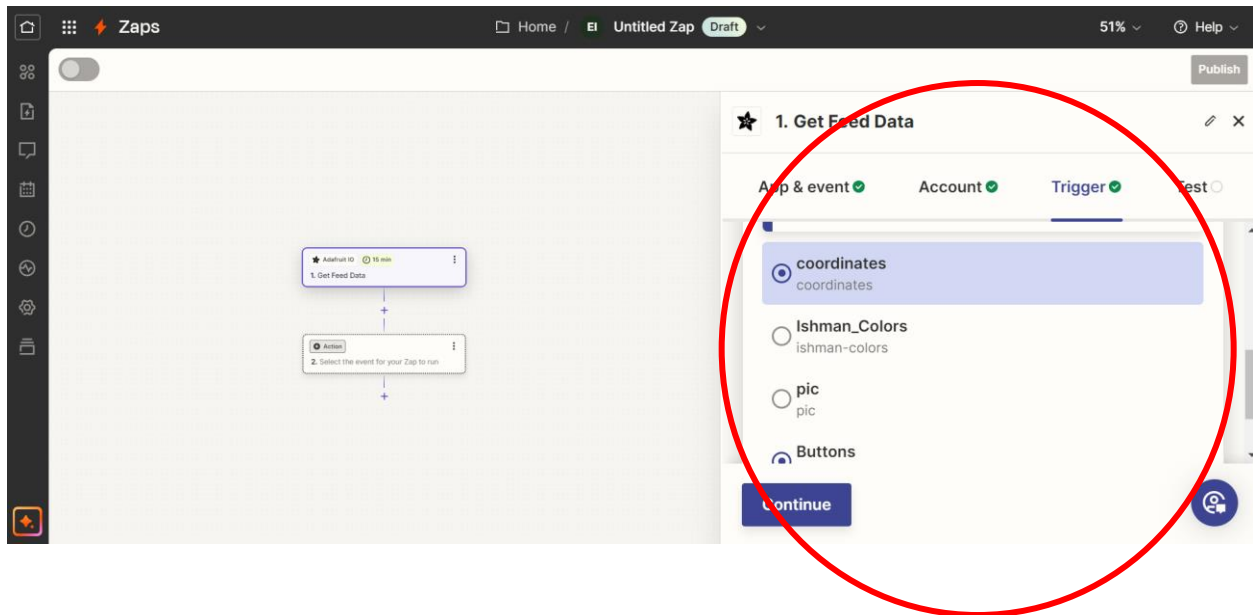 Zaps
Home / EI Untitled Zap Draft
51%
Help
Publish
1. Get Feed Data
App & event
Account
Trigger
Test
coordinates
coordinates
Ishman_Colors
ishman-colors
pic
pic
Buttons
Continue
Adafruit IO 15 min
1. Get Feed Data
Action
2. Select the event for your Zap to run